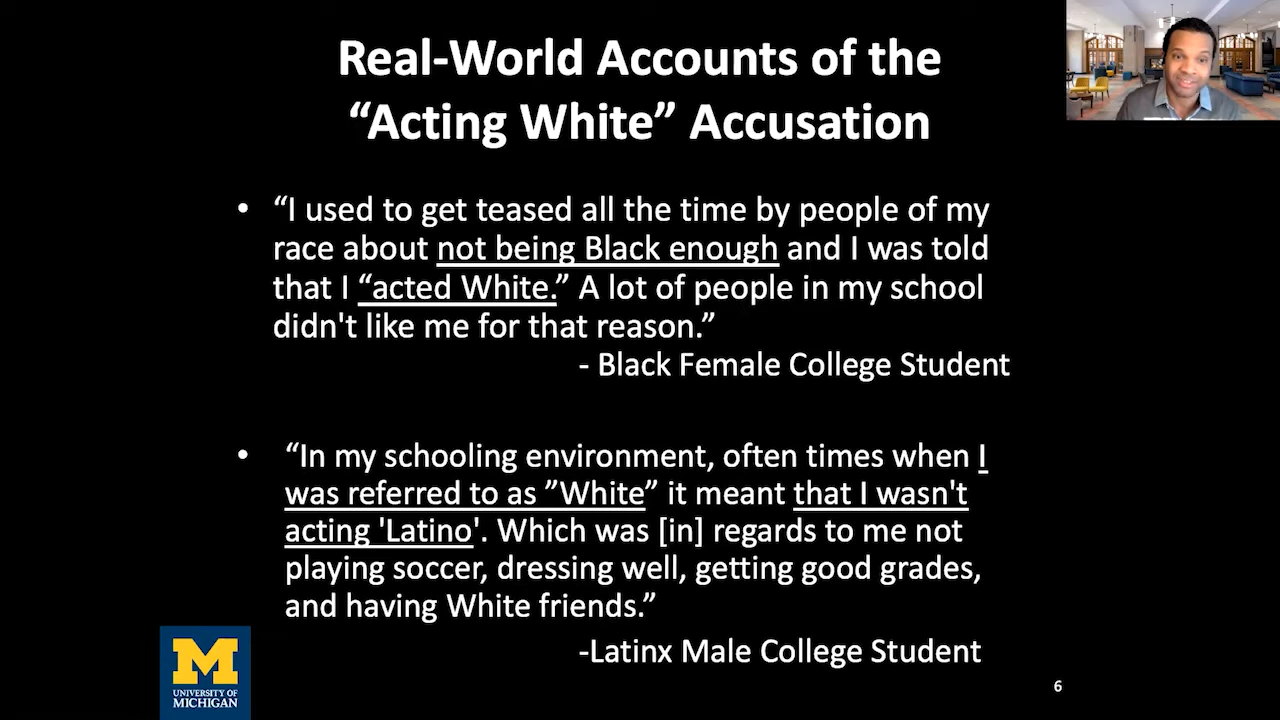 Real-World Accounts of the
“Acting White” Accusation
• “I used to get teased all the time by people of my
race about not being Black enough and I was told
that I “acted White.” A lot of people in my school
didn't like me for that reason.”
- Black Female College Student
• “In my schooling environment, often times when I
was referred to as ”White” it meant that I wasn't
acting 'Latino'. Which was [in] regards to me not
playing soccer, dressing well, getting good grades,
and having White friends.”
-Latinx Male College Student
M
UNIVERSITY OF
MICHIGAN
6